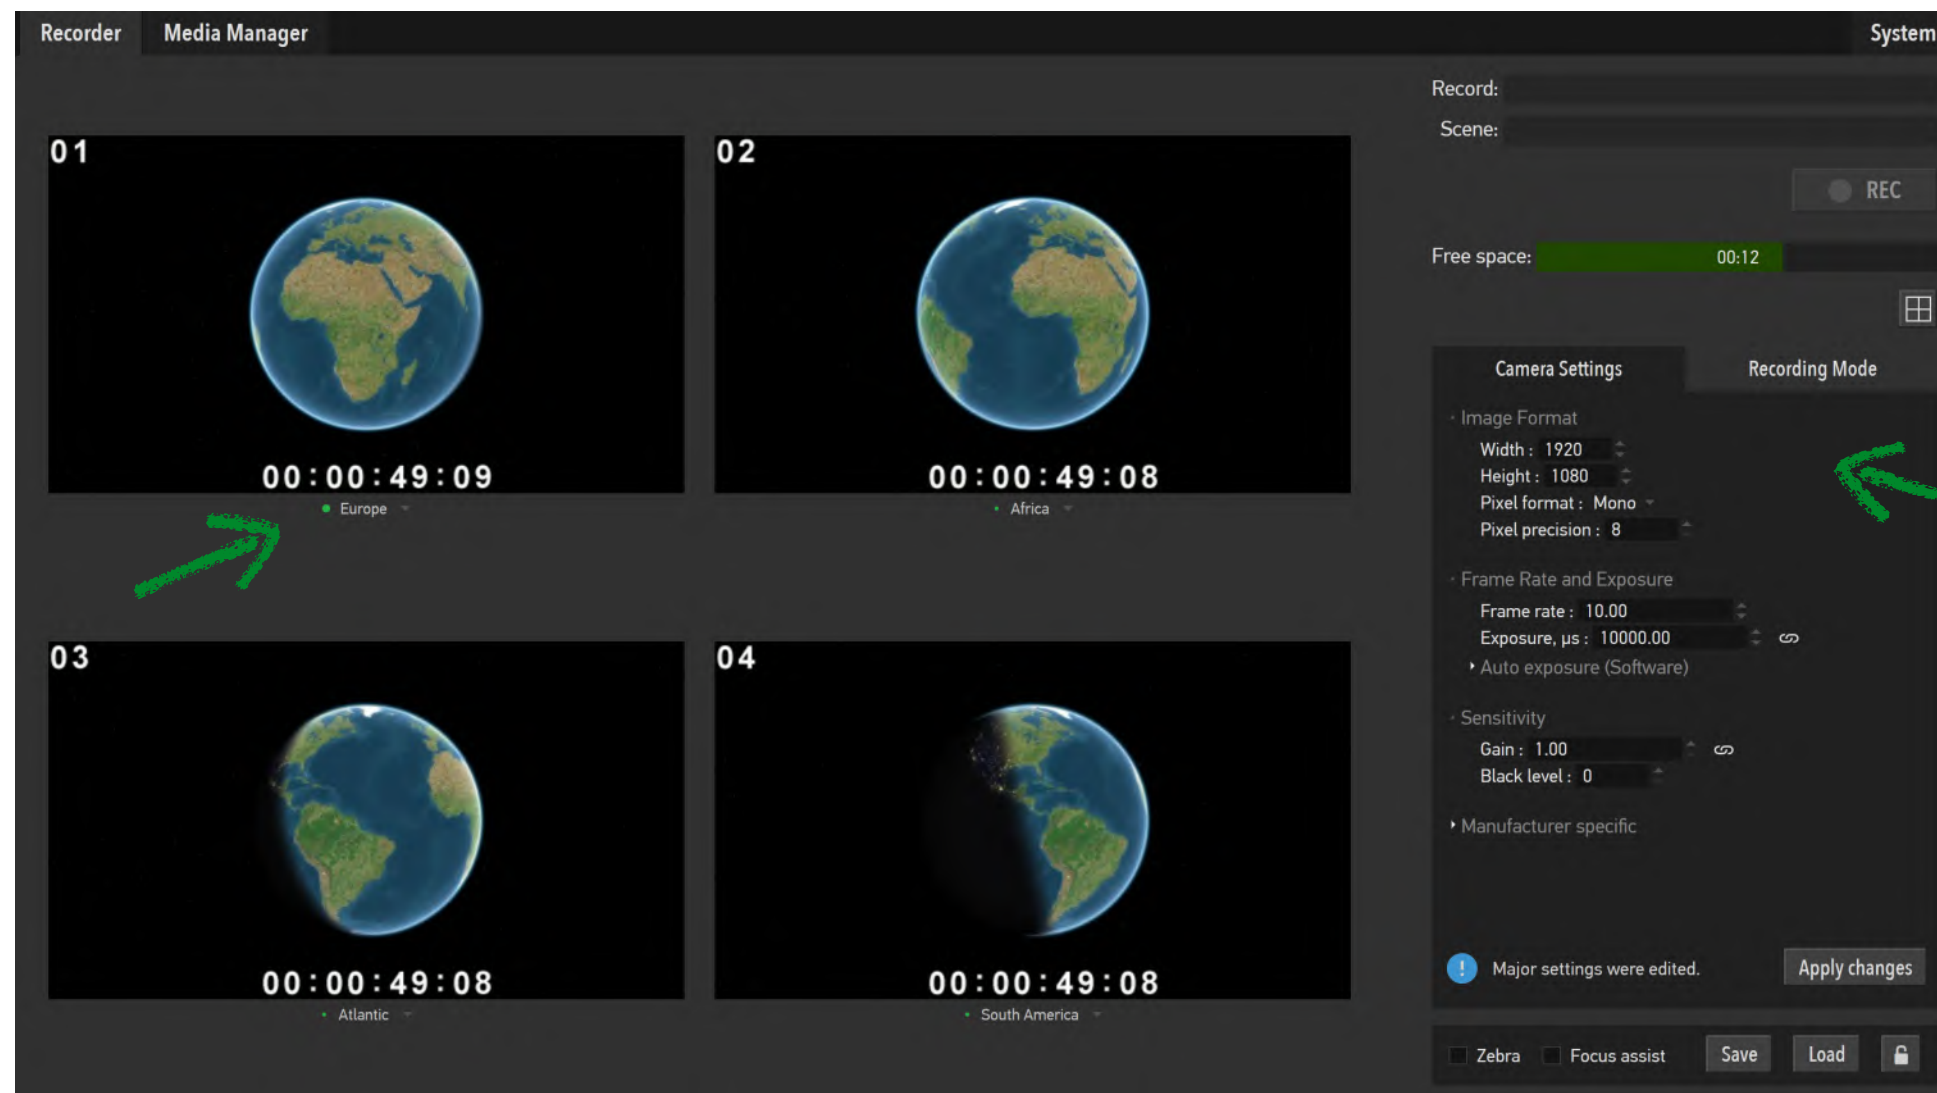 Recorder Media Manager System
Record:
Scene:
REC
Free space: 00:12
01
00:00:49:09
Europe
02
00:00:49:08
Africa
03
00:00:49:08
Atlantic
04
00:00:49:08
South America
Camera Settings Recording Mode
Image Format
Width : 1920
Height : 1080
Pixel format : Mono
Pixel precision : 8
Frame Rate and Exposure
Frame rate : 10.00
Exposure, µs : 10000.00
Auto exposure (Software)
Sensitivity
Gain : 1.00
Black level : 0
Manufacturer specific
! Major settings were edited. Apply changes
Zebra Focus assist Save Load